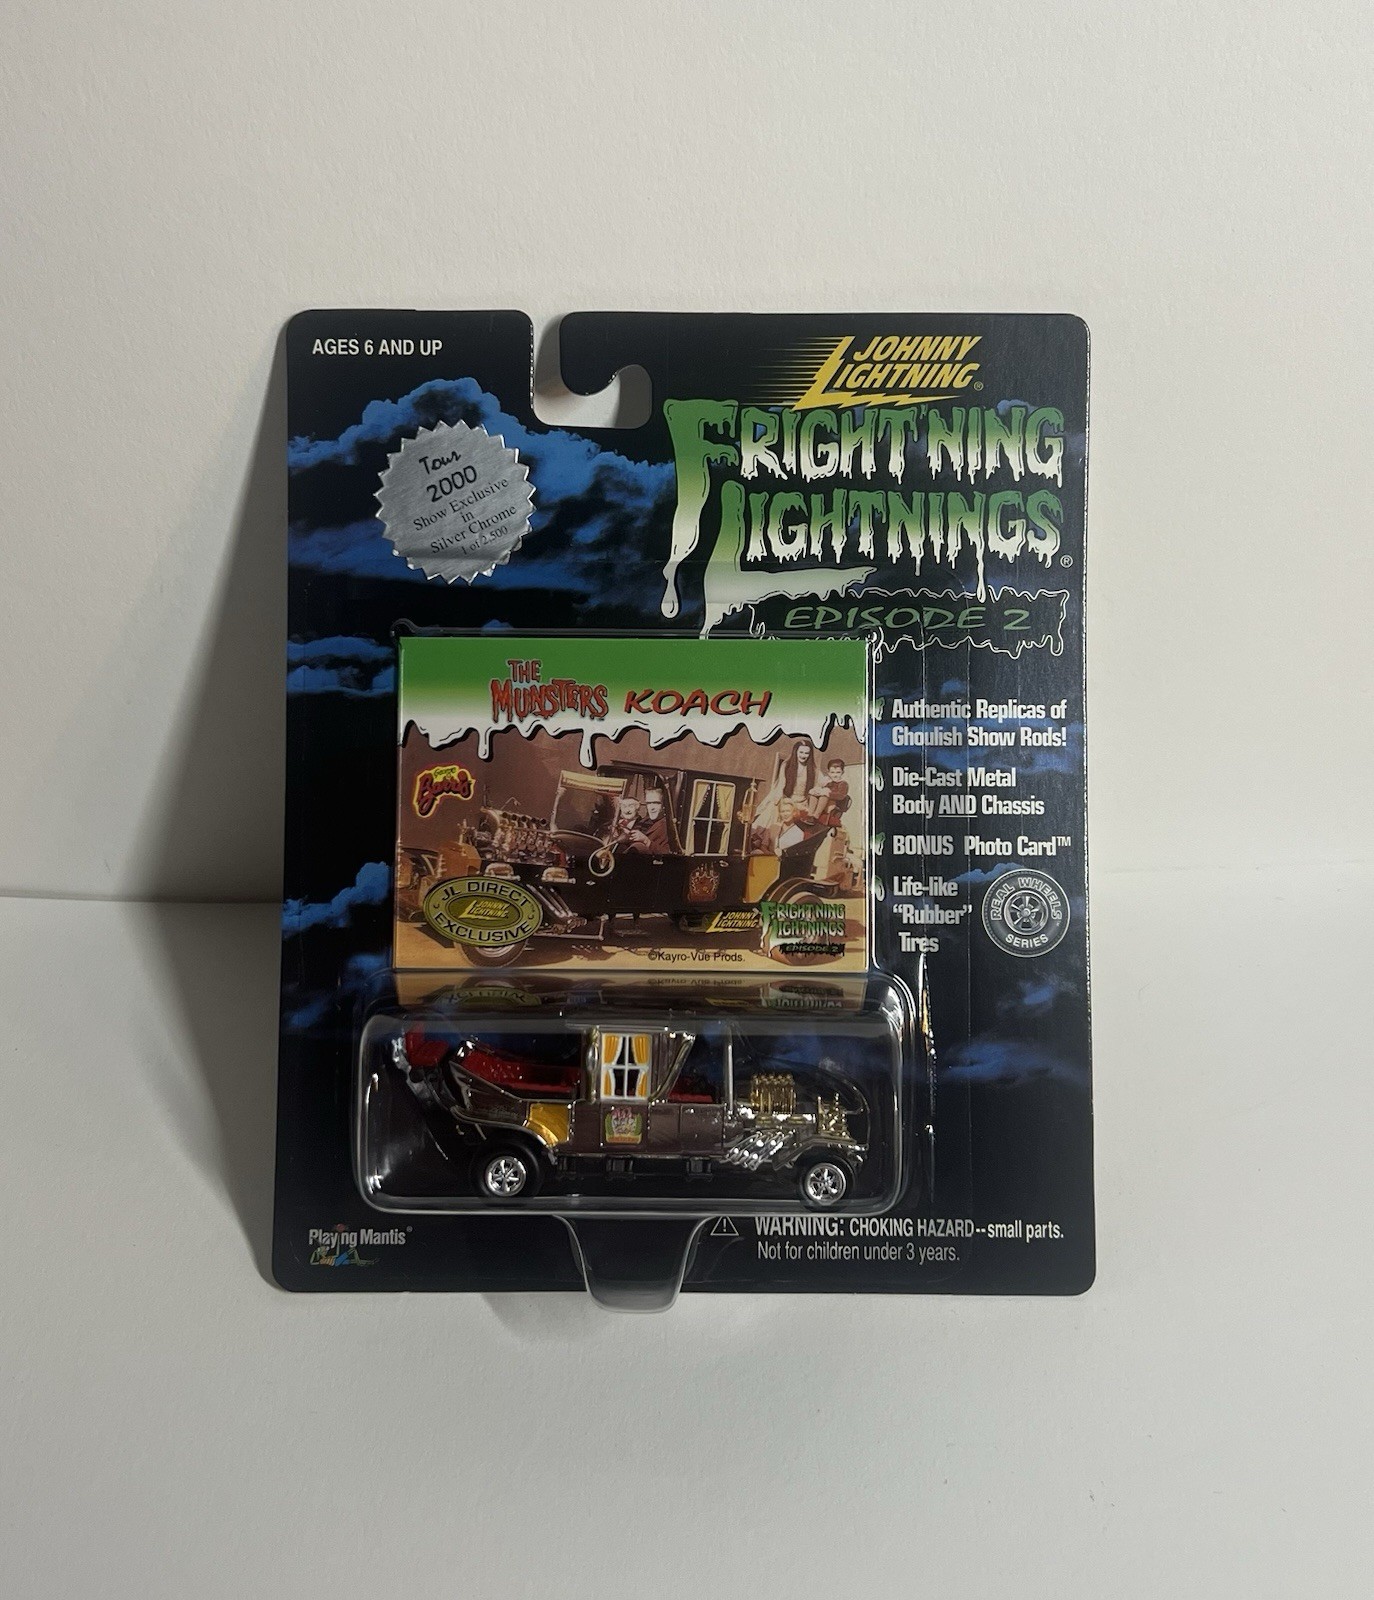 AGES 6 AND UP
JOHNNY
LIGHTNING®
FRIGHT'NING
LIGHTNINGS®
EPISODE 2
Tour
2000
Show Exclusive
in
Silver Chrome
1 of 2,500
THE
MUNSTERS KOACH
George
Barris
JL DIRECT
JOHNNY
LIGHTNING
EXCLUSIVE
JOHNNY
LIGHTNING
FRIGHT'NING
LIGHTNINGS
EPISODE 2
©Kayro-Vue Prods.
Authentic Replicas of
Ghoulish Show Rods!
Die-Cast Metal
Body AND Chassis
BONUS Photo Card™
Life-like
“Rubber”
Tires
REAL WHEELS
SERIES
Playing Mantis®
WARNING: CHOKING HAZARD--small parts.
Not for children under 3 years.